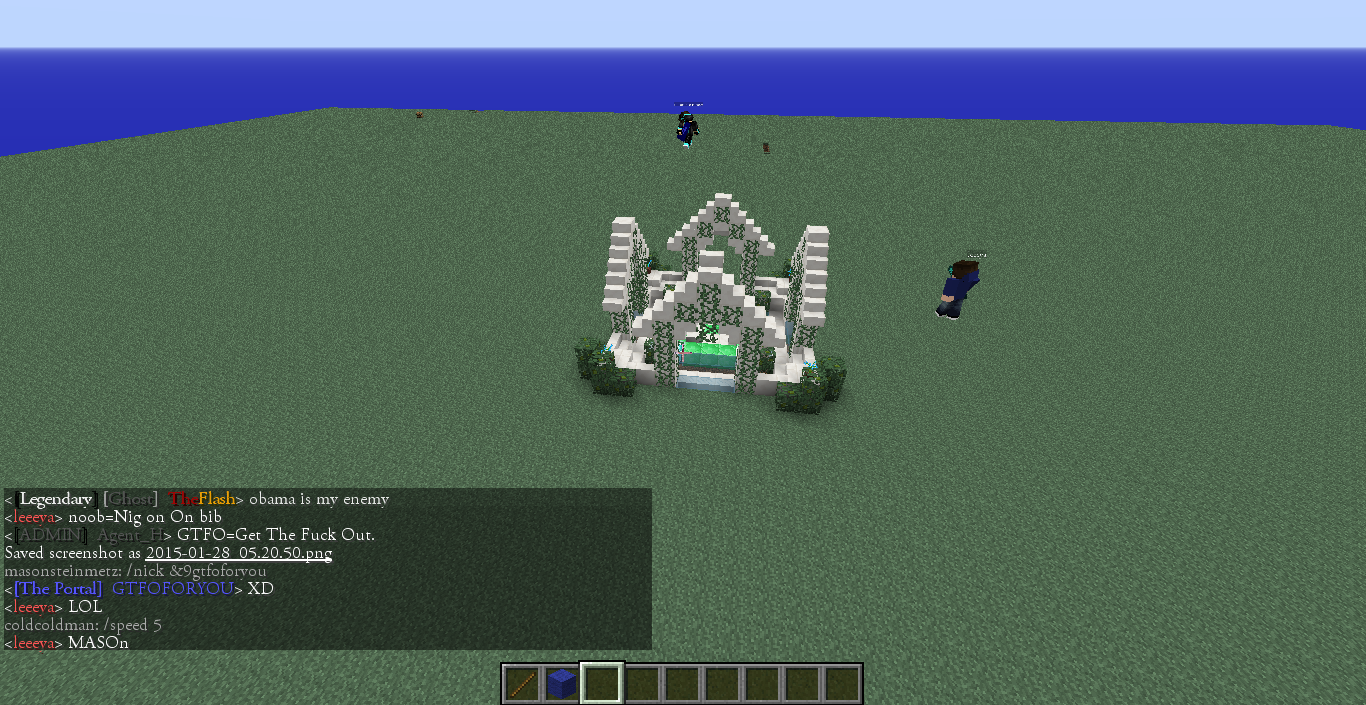 <[Legendary] [Ghost] TheFlash> obama is my enemy
<leeeya> noob=Nig on On bib
<[ADMIN] Agent_H> GTFO=Get The Fuck Out.
Saved screenshot as 2015-01-28_05.20.50.png
masonsteinmetz: /nick &9gtfoforyou
<[The Portal] GTFOFORYOU> XD
<leeeya> LOL
coldcoldman: /speed 5
<leeeya> MASOn